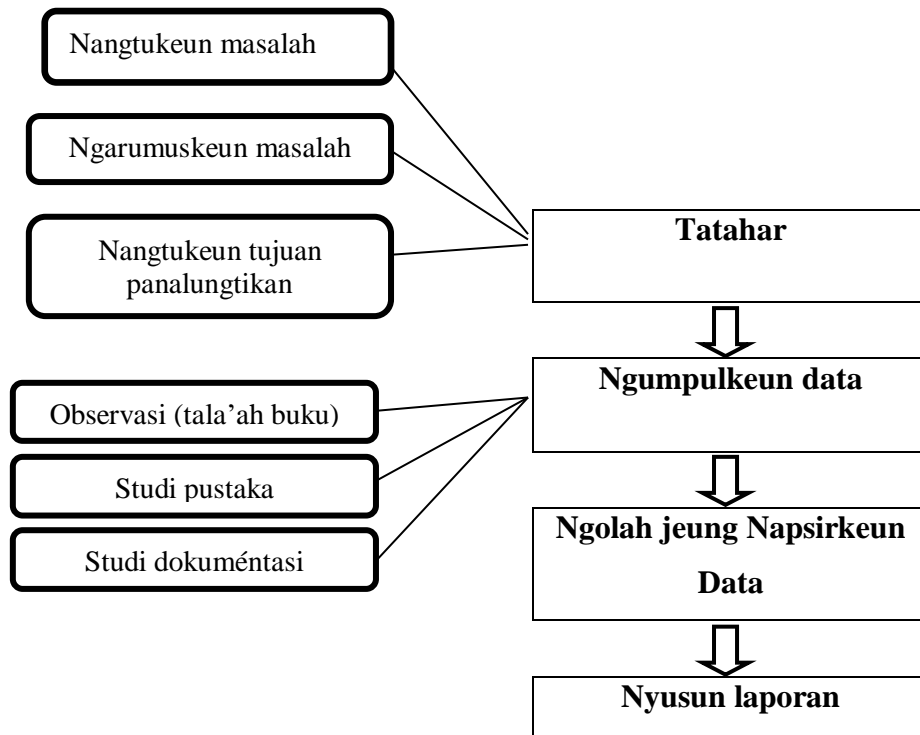 Nangtukeun masalah
Ngarumuskeun masalah
Nangtukeun tujuan
panalungtikan
Tatahar
Ngumpulkeun data
Observasi (tala'ah buku)
Studi pustaka
Studi dokuméntasi
Ngolah jeung Napsirkeun
Data
Nyusun laporan